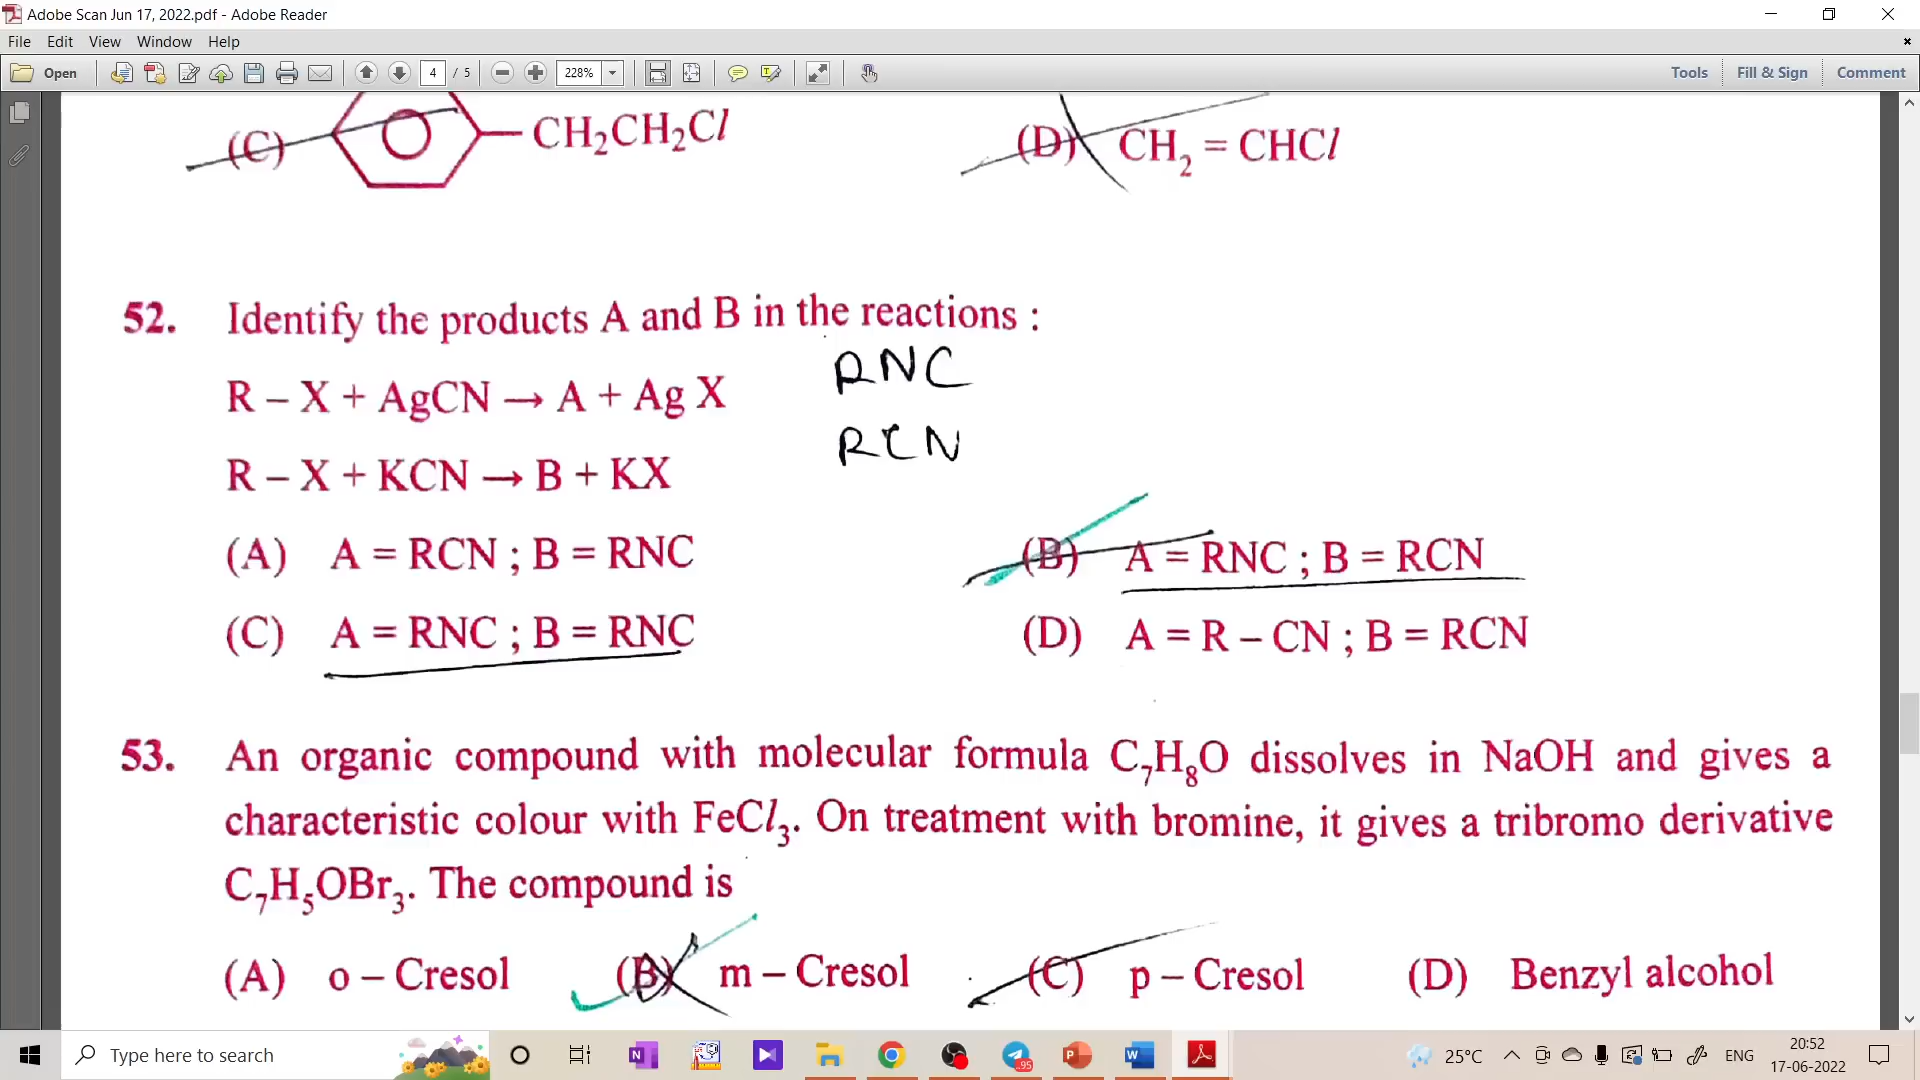 Adobe Scan Jun 17, 2022.pdf - Adobe Reader
File Edit View Window Help
Open 4 / 5 228% Tools Fill & Sign Comment
(C) CH₂CH₂Cl (D) CH₂ = CHCl
52. Identify the products A and B in the reactions :
RNC
R – X + AgCN → A + Ag X
RCN
R – X + KCN → B + KX
(A) A = RCN ; B = RNC (B) A = RNC ; B = RCN
(C) A = RNC ; B = RNC (D) A = R – CN ; B = RCN
53. An organic compound with molecular formula C₇H₈O dissolves in NaOH and gives a
characteristic colour with FeCl₃. On treatment with bromine, it gives a tribromo derivative
C₇H₅OBr₃. The compound is
(A) o – Cresol (B) m – Cresol (C) p – Cresol (D) Benzyl alcohol
Type here to search 25°C ENG 20:52
17-06-2022